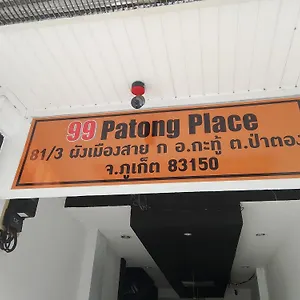 99 Patong Place
81/3 ผังเมืองสาย ก อ.กะทู้ ต.ป่าตอง
จ.ภูเก็ต 83150